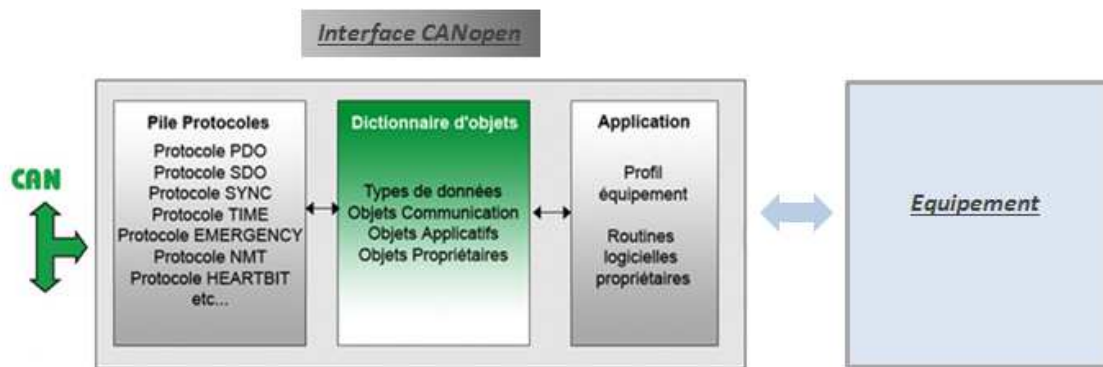 Interface CANopen
CAN
Pile Protocoles
Protocole PDO
Protocole SDO
Protocole SYNC
Protocole TIME
Protocole EMERGENCY
Protocole NMT
Protocole HEARTBIT
etc...
Dictionnaire d'objets
Types de données
Objets Communication
Objets Applicatifs
Objets Propriétaires
Application
Profil
équipement
Routines
logicielles
propriétaires
Equipement